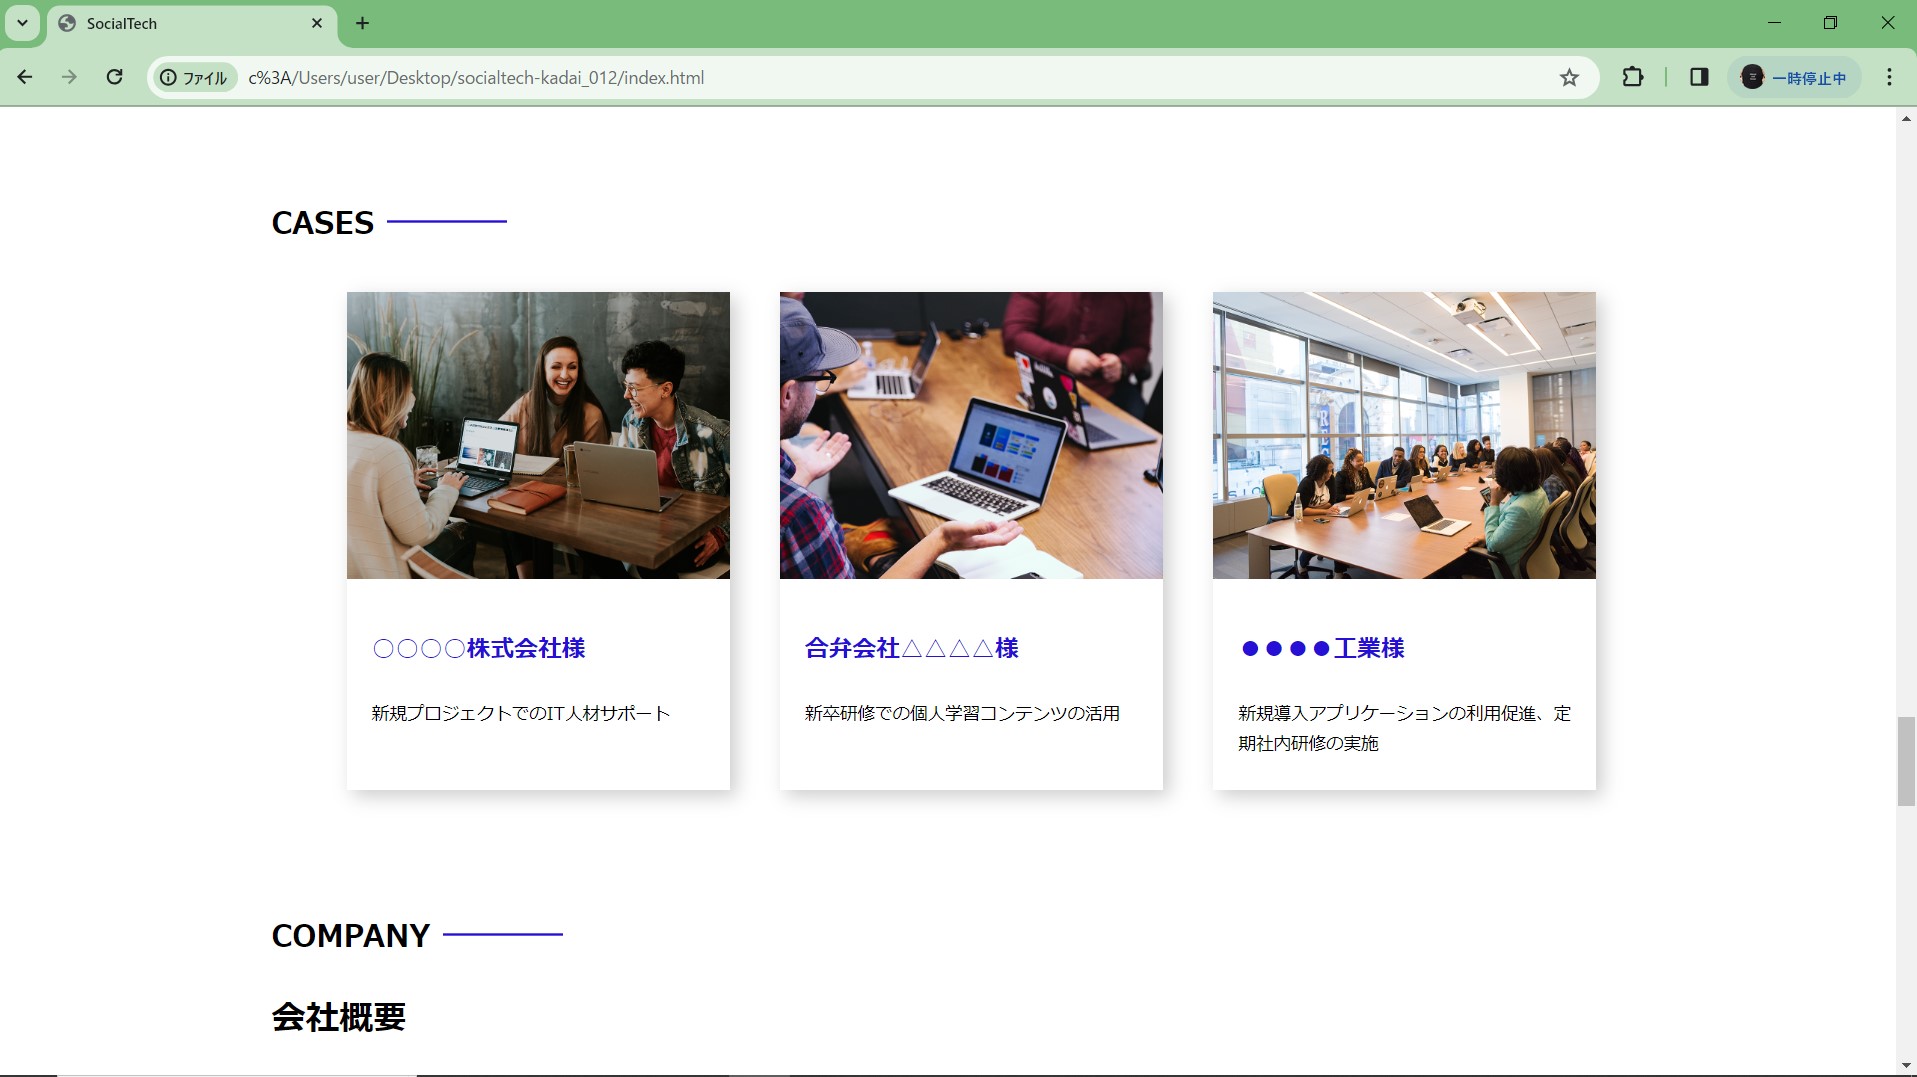 SocialTech
ファイル c%3A/Users/user/Desktop/socialtech-kadai_012/index.html
一時停止中
CASES
○○○○株式会社様
新規プロジェクトでのIT人材サポート
合弁会社△△△△様
新卒研修での個人学習コンテンツの活用
●●●●工業様
新規導入アプリケーションの利用促進、定
期社内研修の実施
COMPANY
会社概要